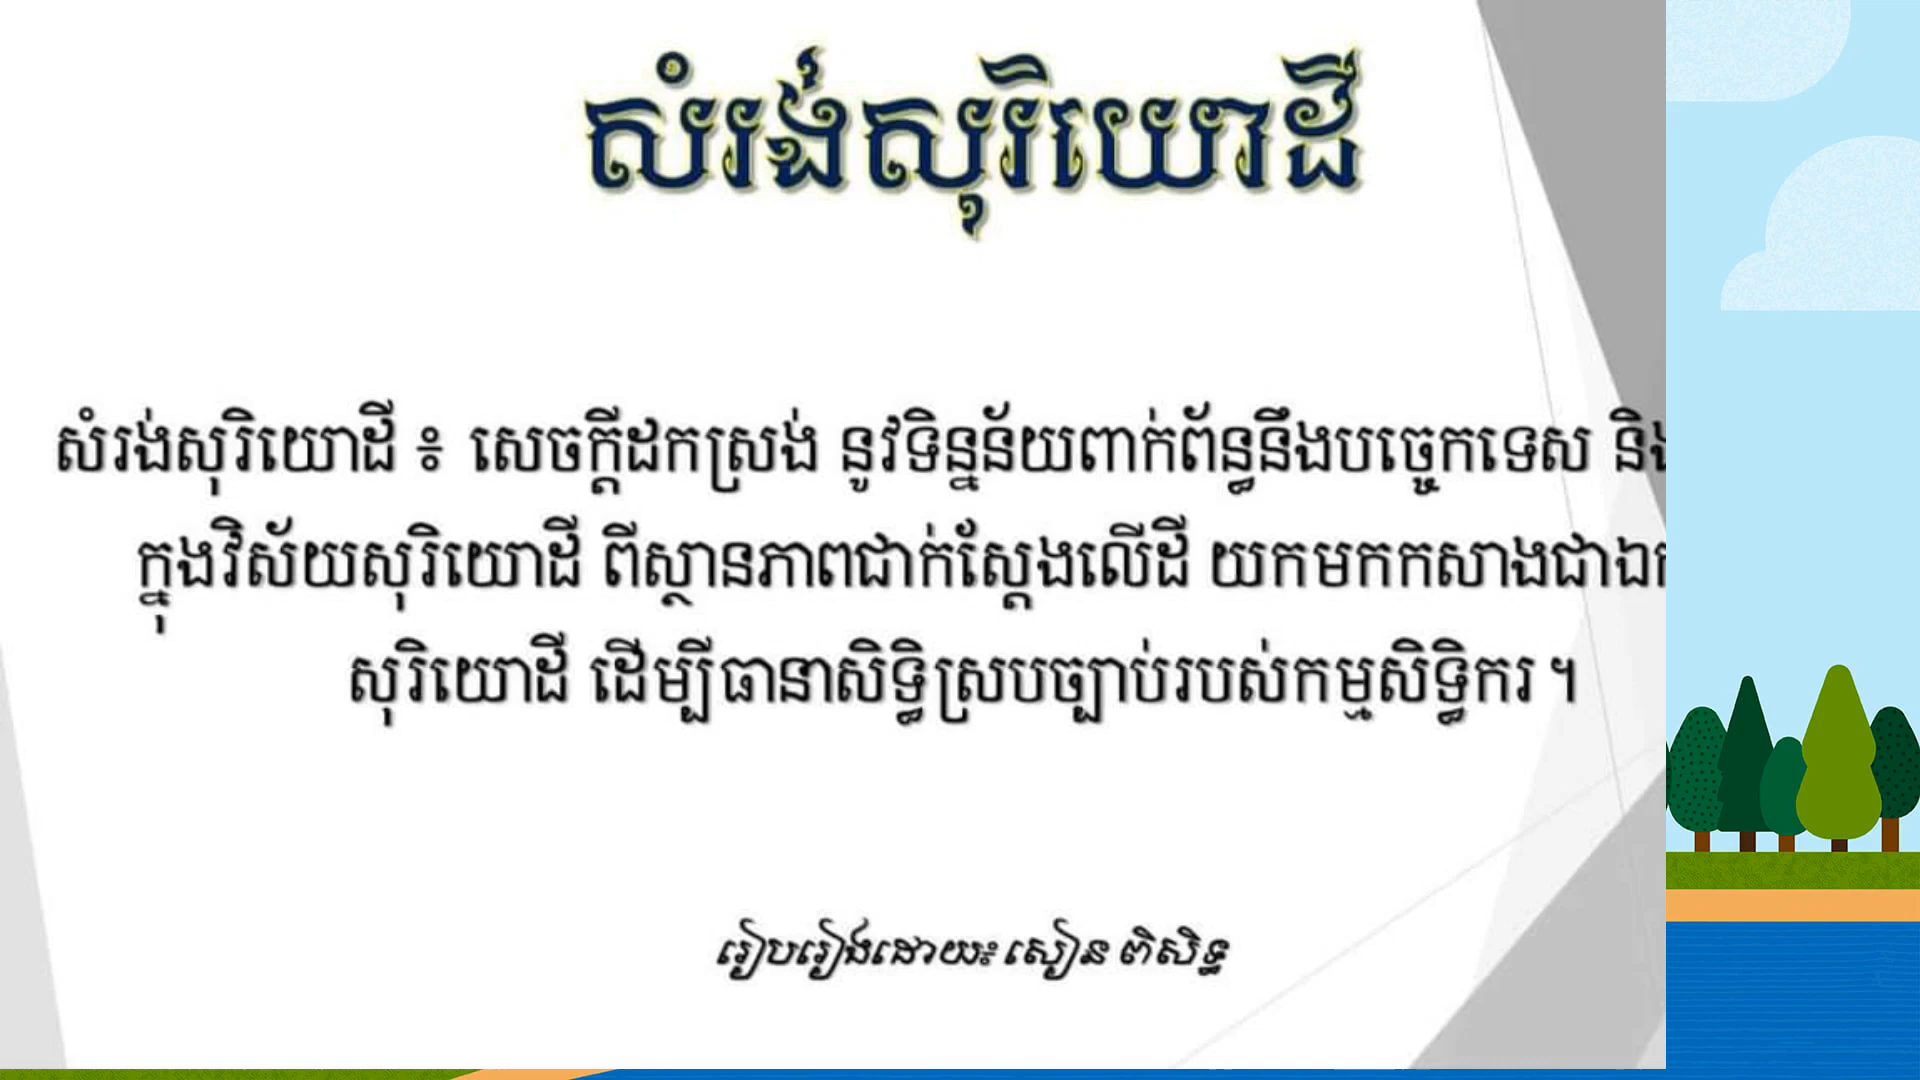 សំរង់សុរិយោដី
សំរង់សុរិយោដី ៖ សេចក្តីដកស្រង់ នូវទិន្នន័យពាក់ព័ន្ធនឹងបច្ចេកទេស និង
ក្នុងវិស័យសុរិយោដី ពីស្ថានភាពជាក់ស្តែងលើដី យកមកកសាងជា
សុរិយោដី ដើម្បីធានាសិទ្ធិស្របច្បាប់របស់កម្មសិទ្ធិករ ។
រៀបរៀងដោយ៖ សៀន ពិសិទ្ធ